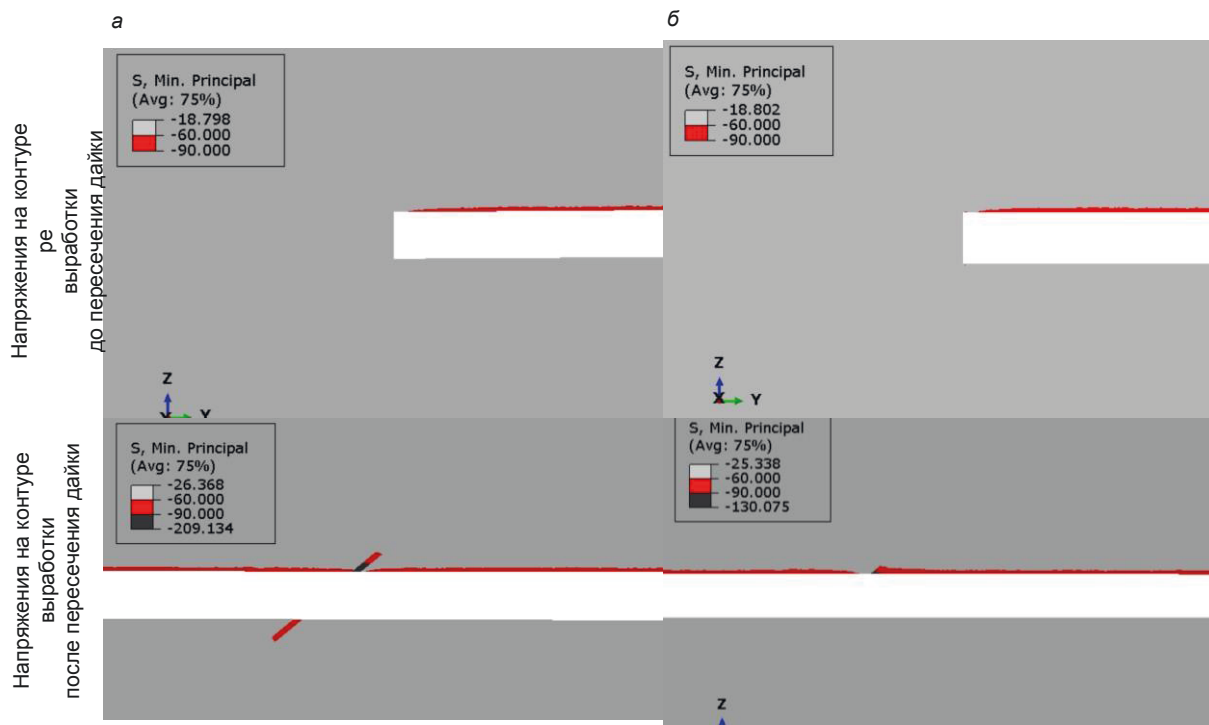 а
б
Напряжения на контуре
ре
выработки
до пересечения дайки
S, Min. Principal
(Avg: 75%)
-18.798
-60.000
-90.000
Z
Y
S, Min. Principal
(Avg: 75%)
-18.802
-60.000
-90.000
Z
X
Y
Напряжения на контуре
выработки
после пересечения дайки
S, Min. Principal
(Avg: 75%)
-26.368
-60.000
-90.000
-209.134
S, Min. Principal
(Avg: 75%)
-25.338
-60.000
-90.000
-130.075
Z